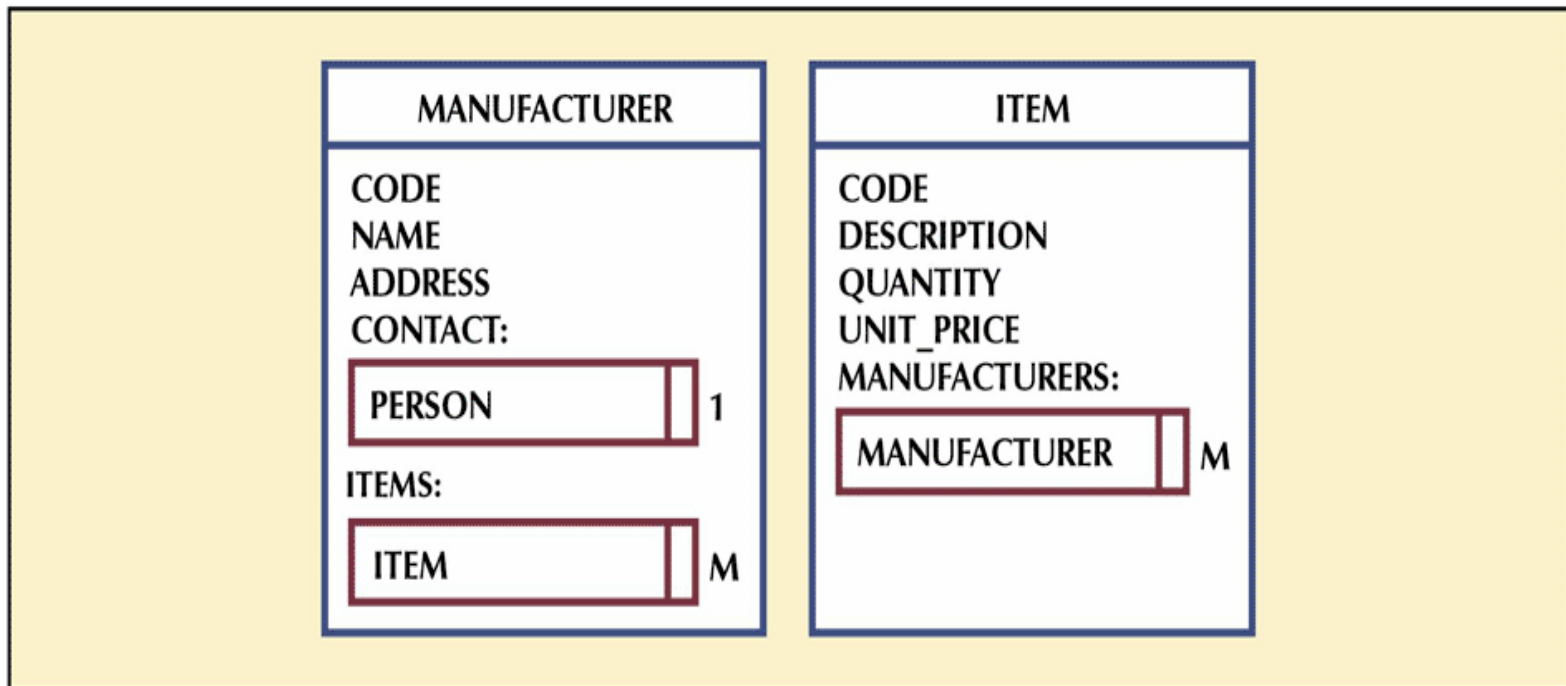 MANUFACTURER
CODE
NAME
ADDRESS
CONTACT:
PERSON 1
ITEMS:
ITEM M
ITEM
CODE
DESCRIPTION
QUANTITY
UNIT_PRICE
MANUFACTURERS:
MANUFACTURER M